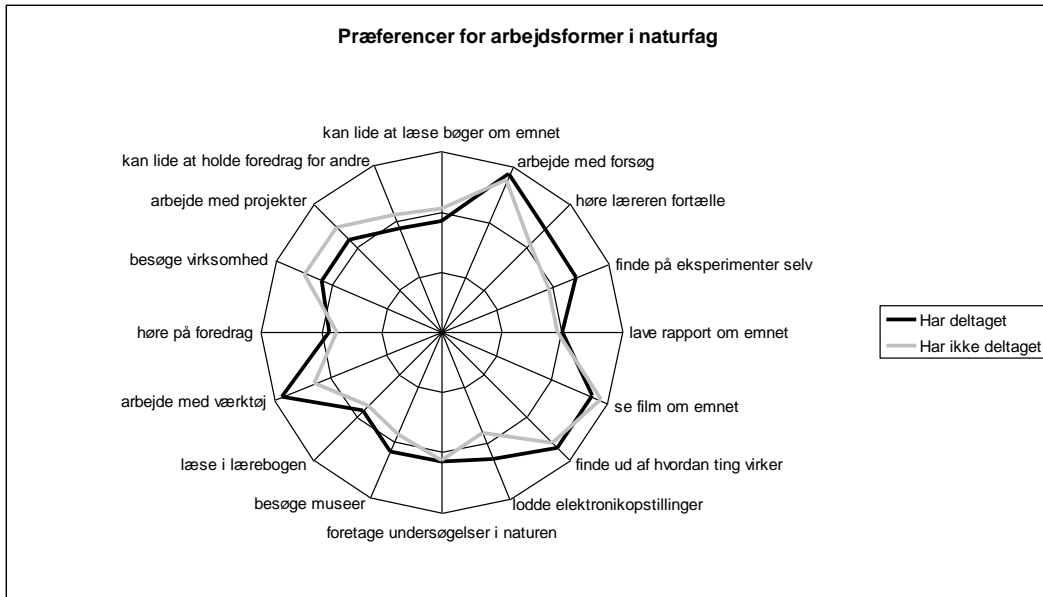 Præferencer for arbejdsformer i naturfag
kan lide at læse bøger om emnet
arbejde med forsøg
høre læreren fortælle
finde på eksperimenter selv
lave rapport om emnet
se film om emnet
finde ud af hvordan ting virker
lodde elektronikopstillinger
foretage undersøgelser i naturen
besøge museer
læse i lærebogen
arbejde med værktøj
høre på foredrag
besøge virksomhed
arbejde med projekter
kan lide at holde foredrag for andre
Har deltaget
Har ikke deltaget